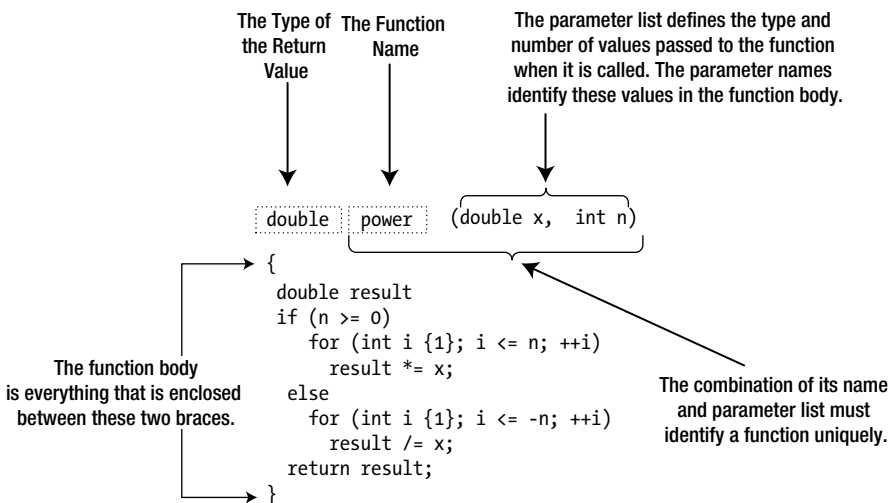 The Type of
the Return
Value
The Function
Name
The parameter list defines the type and
number of values passed to the function
when it is called. The parameter names
identify these values in the function body.
double power (double x, int n)
{
double result
if (n >= 0)
for (int i {1}; i <= n; ++i)
result *= x;
else
for (int i {1}; i <= -n; ++i)
result /= x;
return result;
}
The function body
is everything that is enclosed
between these two braces.
The combination of its name
and parameter list must
identify a function uniquely.